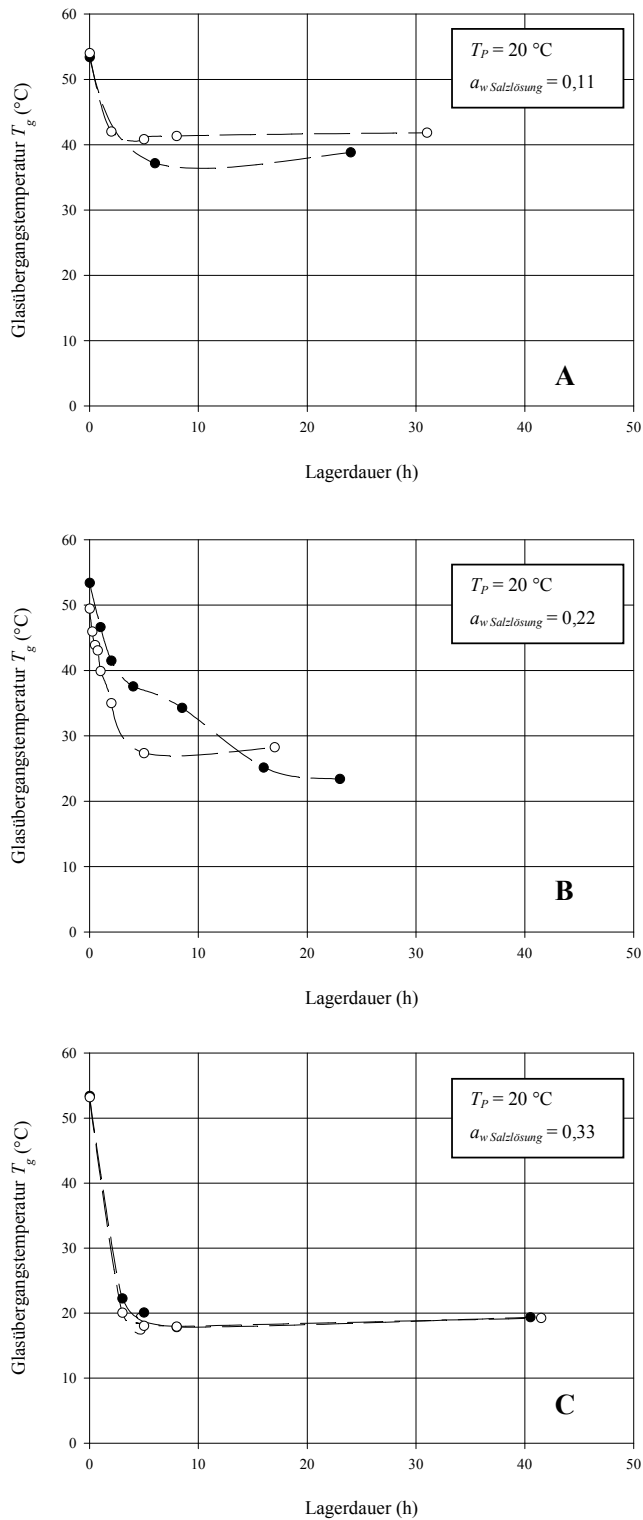 60
50
40
30
20
10
0
Glasübergangstemperatur T_g (°C)
T_P = 20 °C
a_w Salzlösung = 0,11
A
0 10 20 30 40 50
Lagerdauer (h)
60
50
40
30
20
10
0
Glasübergangstemperatur T_g (°C)
T_P = 20 °C
a_w Salzlösung = 0,22
B
0 10 20 30 40 50
Lagerdauer (h)
60
50
40
30
20
10
0
Glasübergangstemperatur T_g (°C)
T_P = 20 °C
a_w Salzlösung = 0,33
C
0 10 20 30 40 50
Lagerdauer (h)